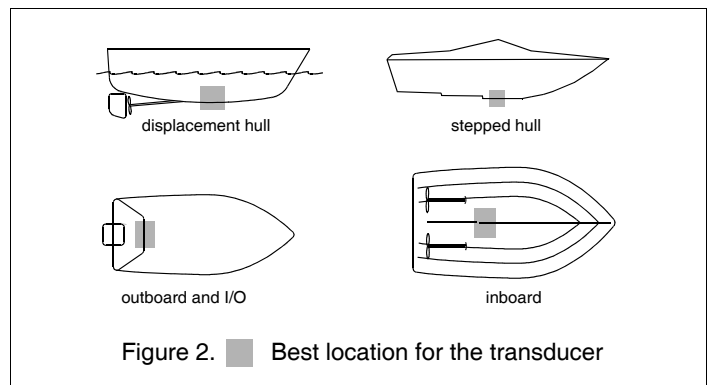 displacement hull
stepped hull
outboard and I/O
inboard
Figure 2. Best location for the transducer